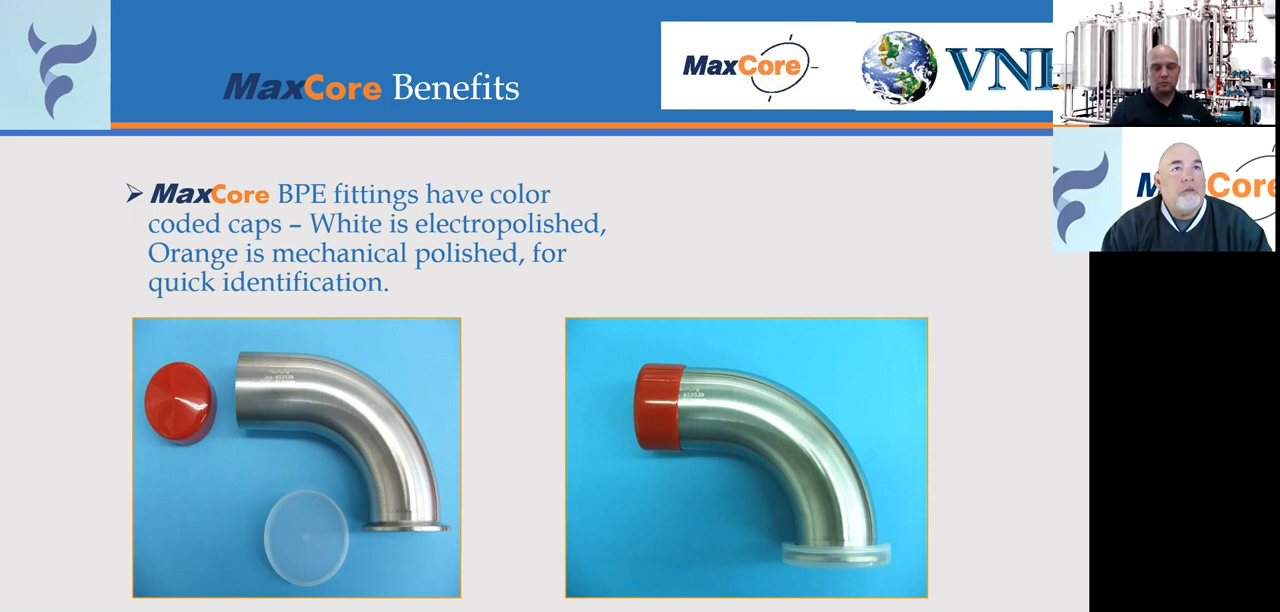 MaxCore Benefits
MaxCore
VNE
MaxCore
➢ MaxCore BPE fittings have color
coded caps – White is electropolished,
Orange is mechanical polished, for
quick identification.